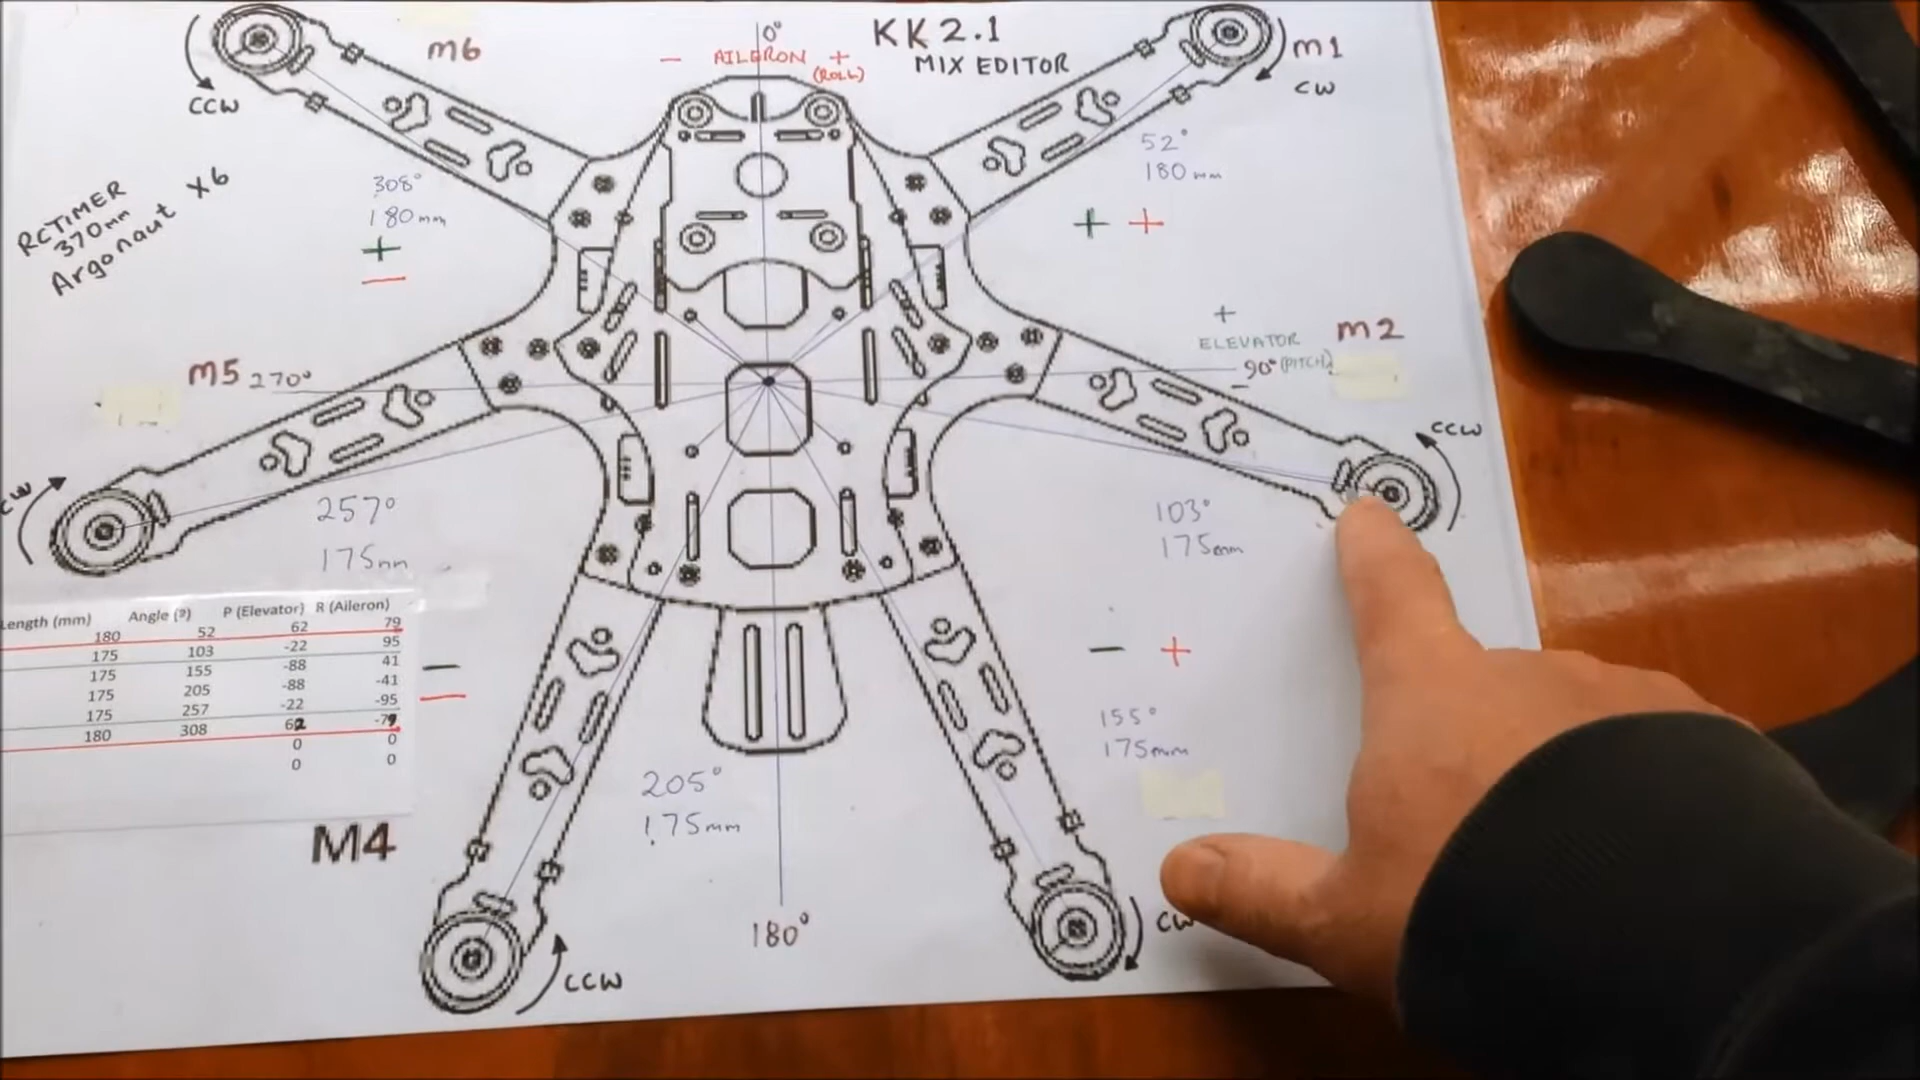 m6
0°
KK2.1
MIX EDITOR
m1
- AILERON +
(ROLL)
CCW
CW
RCTIMER
370mm
Argonaut x6
308°
180mm
+
-
52°
180mm
+ +
m5 270°
+
ELEVATOR
- 90° (PITCH)
m2
CCW
CW
257°
175mm
103°
175mm
Length (mm) Angle (º) P (Elevator) R (Aileron)
180 52 62 79
175 103 -22 95
175 155 -88 41
175 205 -88 -41
175 257 -22 -95
180 308 62 -79
0 0
0 0
-
-
- +
155°
175mm
205°
175mm
M4
180°
CCW
CW